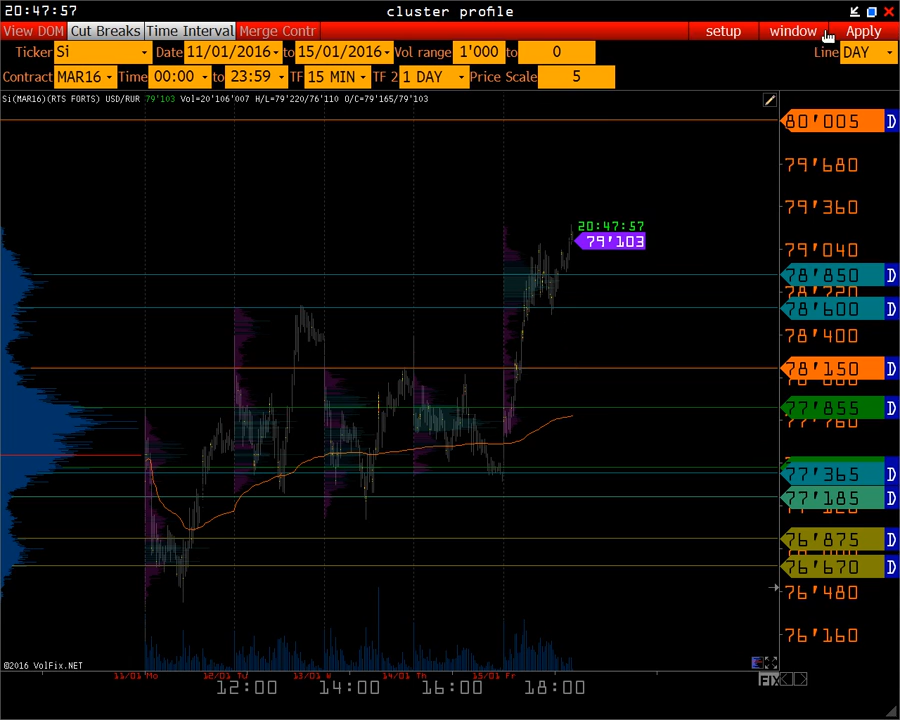 20:47:57 cluster profile
View DOM Cut Breaks Time Interval Merge Contr setup window Apply
Ticker Si Date 11/01/2016 to 15/01/2016 Vol range 1'000 to 0 Line DAY
Contract MAR16 Time 00:00 to 23:59 TF 15 MIN TF 2 1 DAY Price Scale 5
Si(MAR16)(RTS FORTS) USD/RUR 79'103 Vol=20'106'007 H/L=79'220/76'110 O/C=79'165/79'103
80'005 D
79'680
79'360
20:47:57
79'103
79'040
78'850 D
78'720
78'600 D
78'400
78'150 D
77'855 D
77'760
77'365 D
77'185 D
76'875 D
76'670 D
76'480
76'160
©2016 VolFix.NET
11/01 Mo 12/01 Tu 13/01 W 14/01 Th 15/01 Fr
12:00 14:00 16:00 18:00
FIX